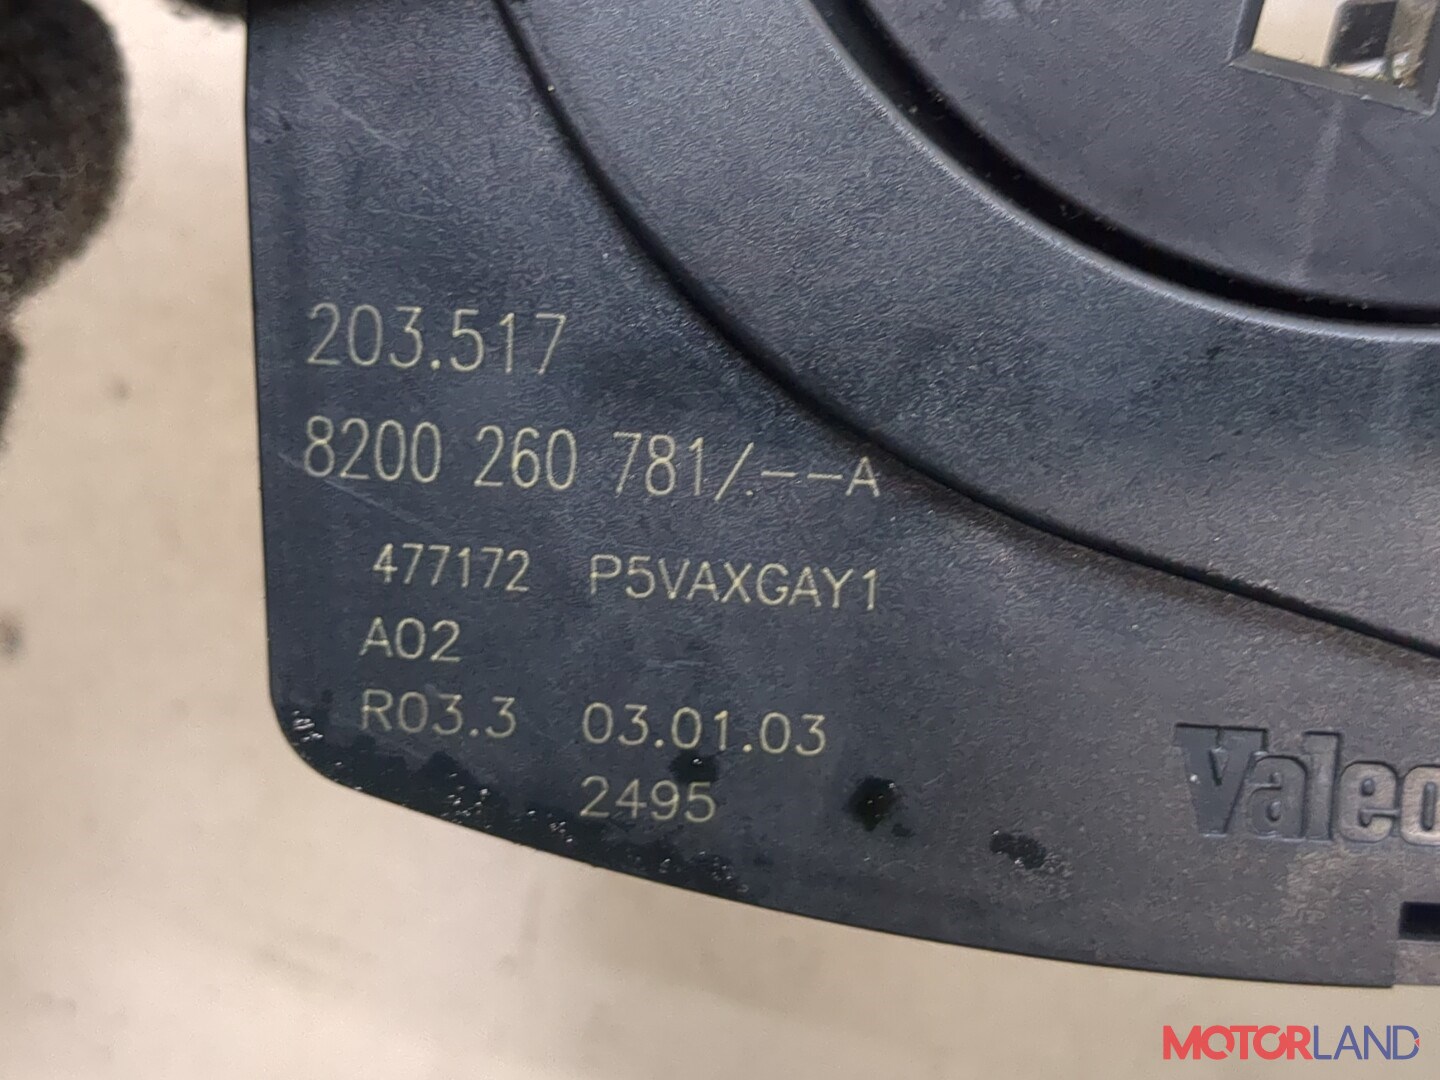 203.517
8200 260 781/.--A
477172 P5VAXGAY1
A02
R03.3 03.01.03
2495
Valeo
MOTORLAND